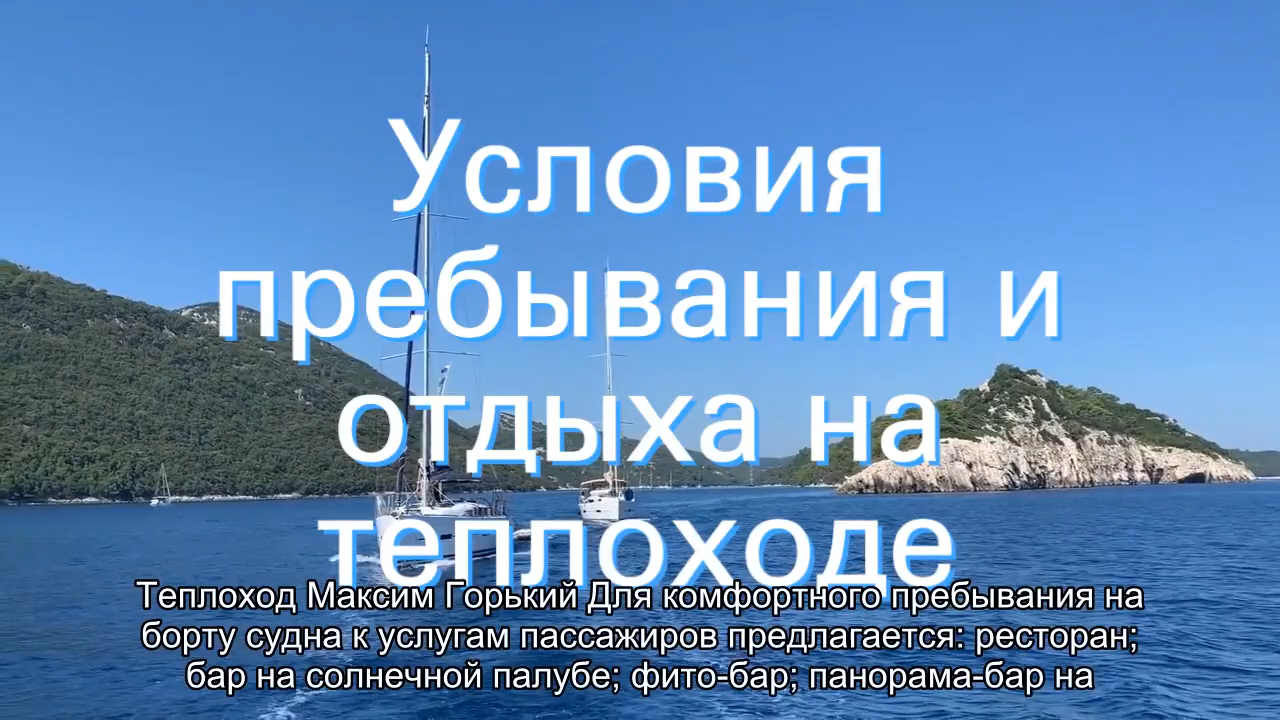 Условия
пребывания и
отдыха на
теплоходе
Теплоход Максим Горький Для комфортного пребывания на
борту судна к услугам пассажиров предлагается: ресторан;
бар на солнечной палубе; фито-бар; панорама-бар на